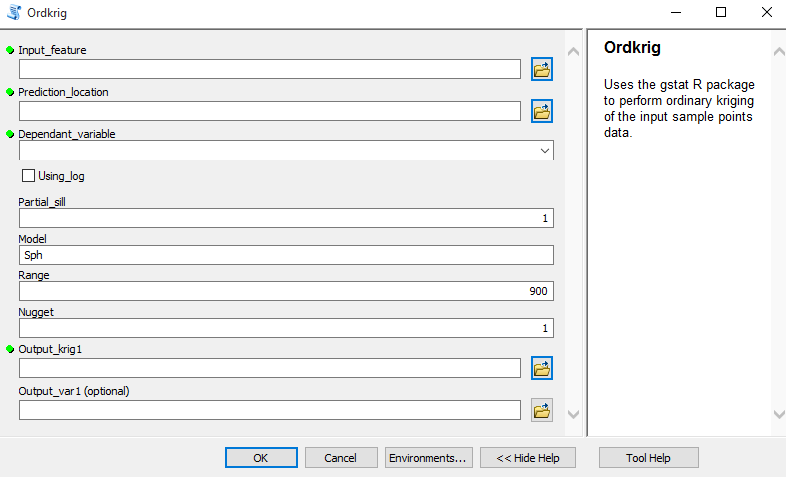 Ordkrig
Input_feature
Prediction_location
Dependant_variable
Using_log
Partial_sill
1
Model
Sph
Range
900
Nugget
1
Output_krig1
Output_var1 (optional)
OK
Cancel
Environments...
<< Hide Help
Ordkrig
Uses the gstat R package
to perform ordinary kriging
of the input sample points
data.
Tool Help